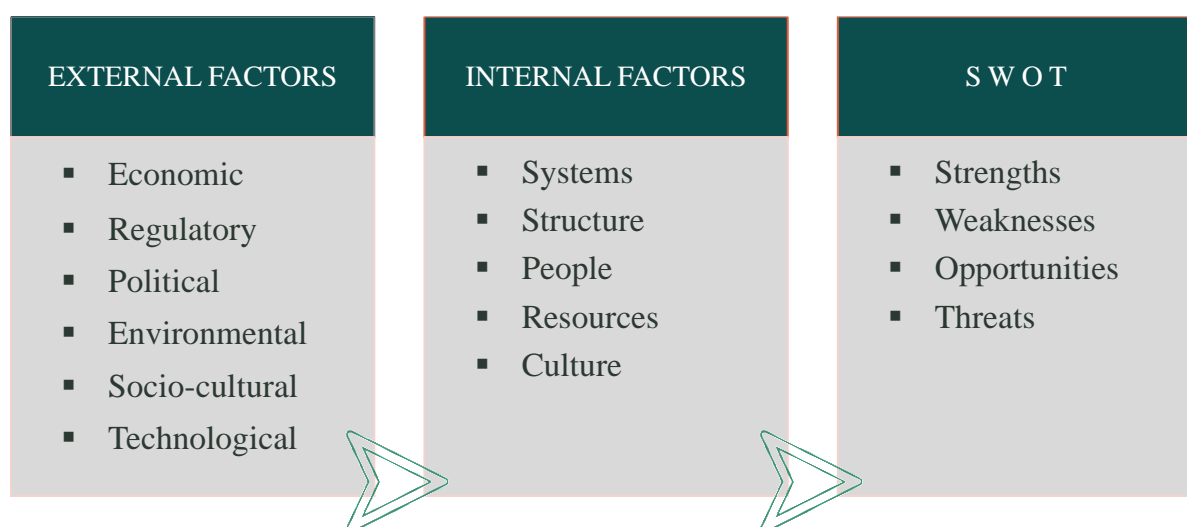 EXTERNAL FACTORS
▪ Economic
▪ Regulatory
▪ Political
▪ Environmental
▪ Socio-cultural
▪ Technological
INTERNAL FACTORS
▪ Systems
▪ Structure
▪ People
▪ Resources
▪ Culture
S W O T
▪ Strengths
▪ Weaknesses
▪ Opportunities
▪ Threats